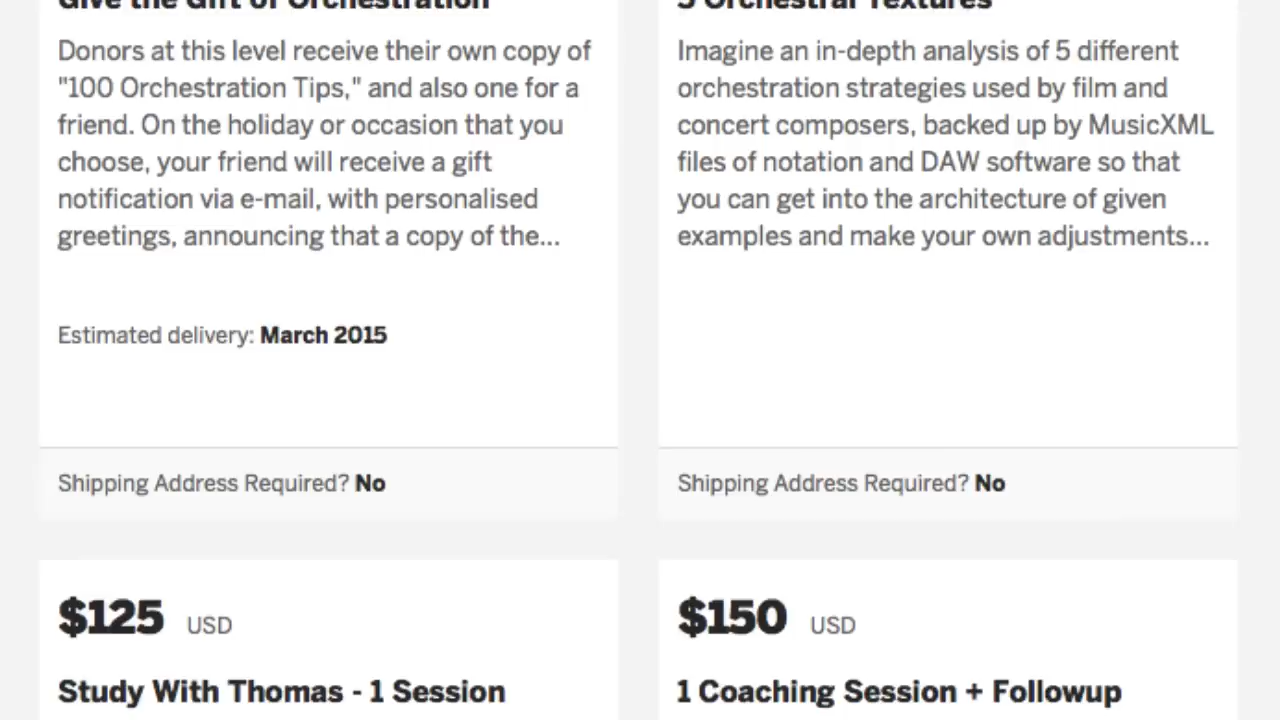 Give the Gift of Orchestration
Donors at this level receive their own copy of
"100 Orchestration Tips," and also one for a
friend. On the holiday or occasion that you
choose, your friend will receive a gift
notification via e-mail, with personalised
greetings, announcing that a copy of the...
Estimated delivery: March 2015
Shipping Address Required? No
5 Orchestral Textures
Imagine an in-depth analysis of 5 different
orchestration strategies used by film and
concert composers, backed up by MusicXML
files of notation and DAW software so that
you can get into the architecture of given
examples and make your own adjustments...
Shipping Address Required? No
$125 USD
Study With Thomas - 1 Session
$150 USD
1 Coaching Session + Followup